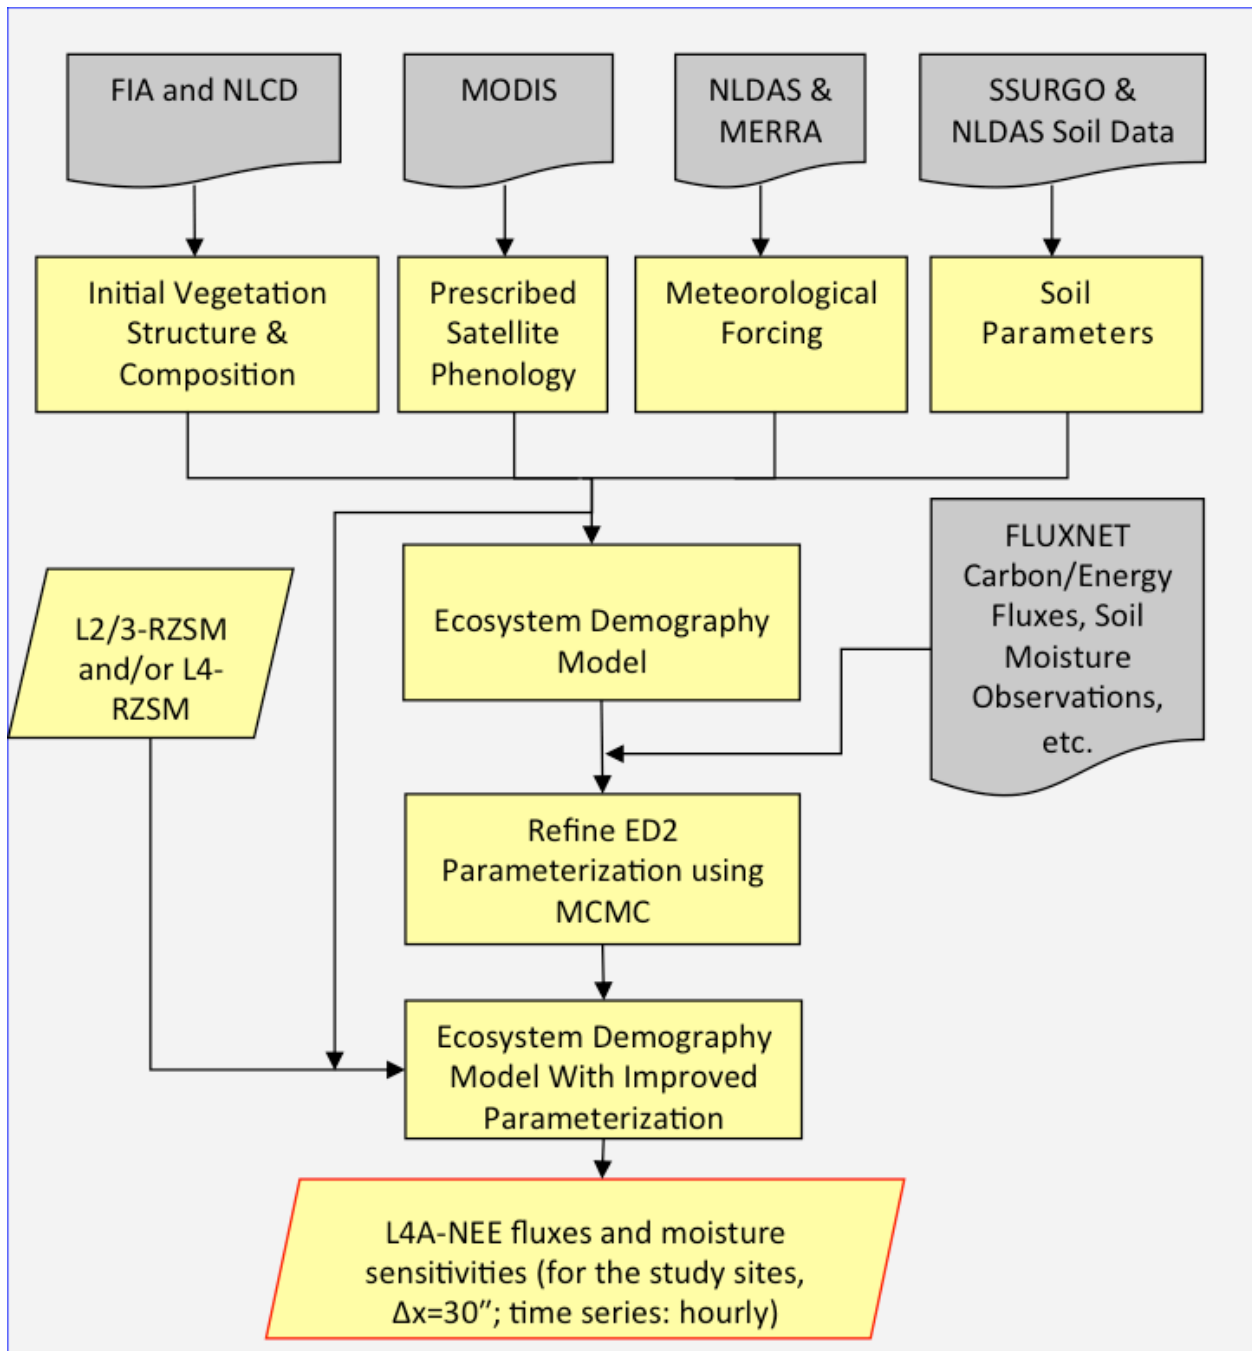 FIA and NLCD
MODIS
NLDAS &
MERRA
SSURGO &
NLDAS Soil Data
Initial Vegetation
Structure &
Composition
Prescribed
Satellite
Phenology
Meteorological
Forcing
Soil
Parameters
FLUXNET
Carbon/Energy
Fluxes, Soil
Moisture
Observations,
etc.
L2/3-RZSM
and/or L4-
RZSM
Ecosystem Demography
Model
Refine ED2
Parameterization using
MCMC
Ecosystem Demography
Model With Improved
Parameterization
L4A-NEE fluxes and moisture
sensitivities (for the study sites,
Δx=30″; time series: hourly)